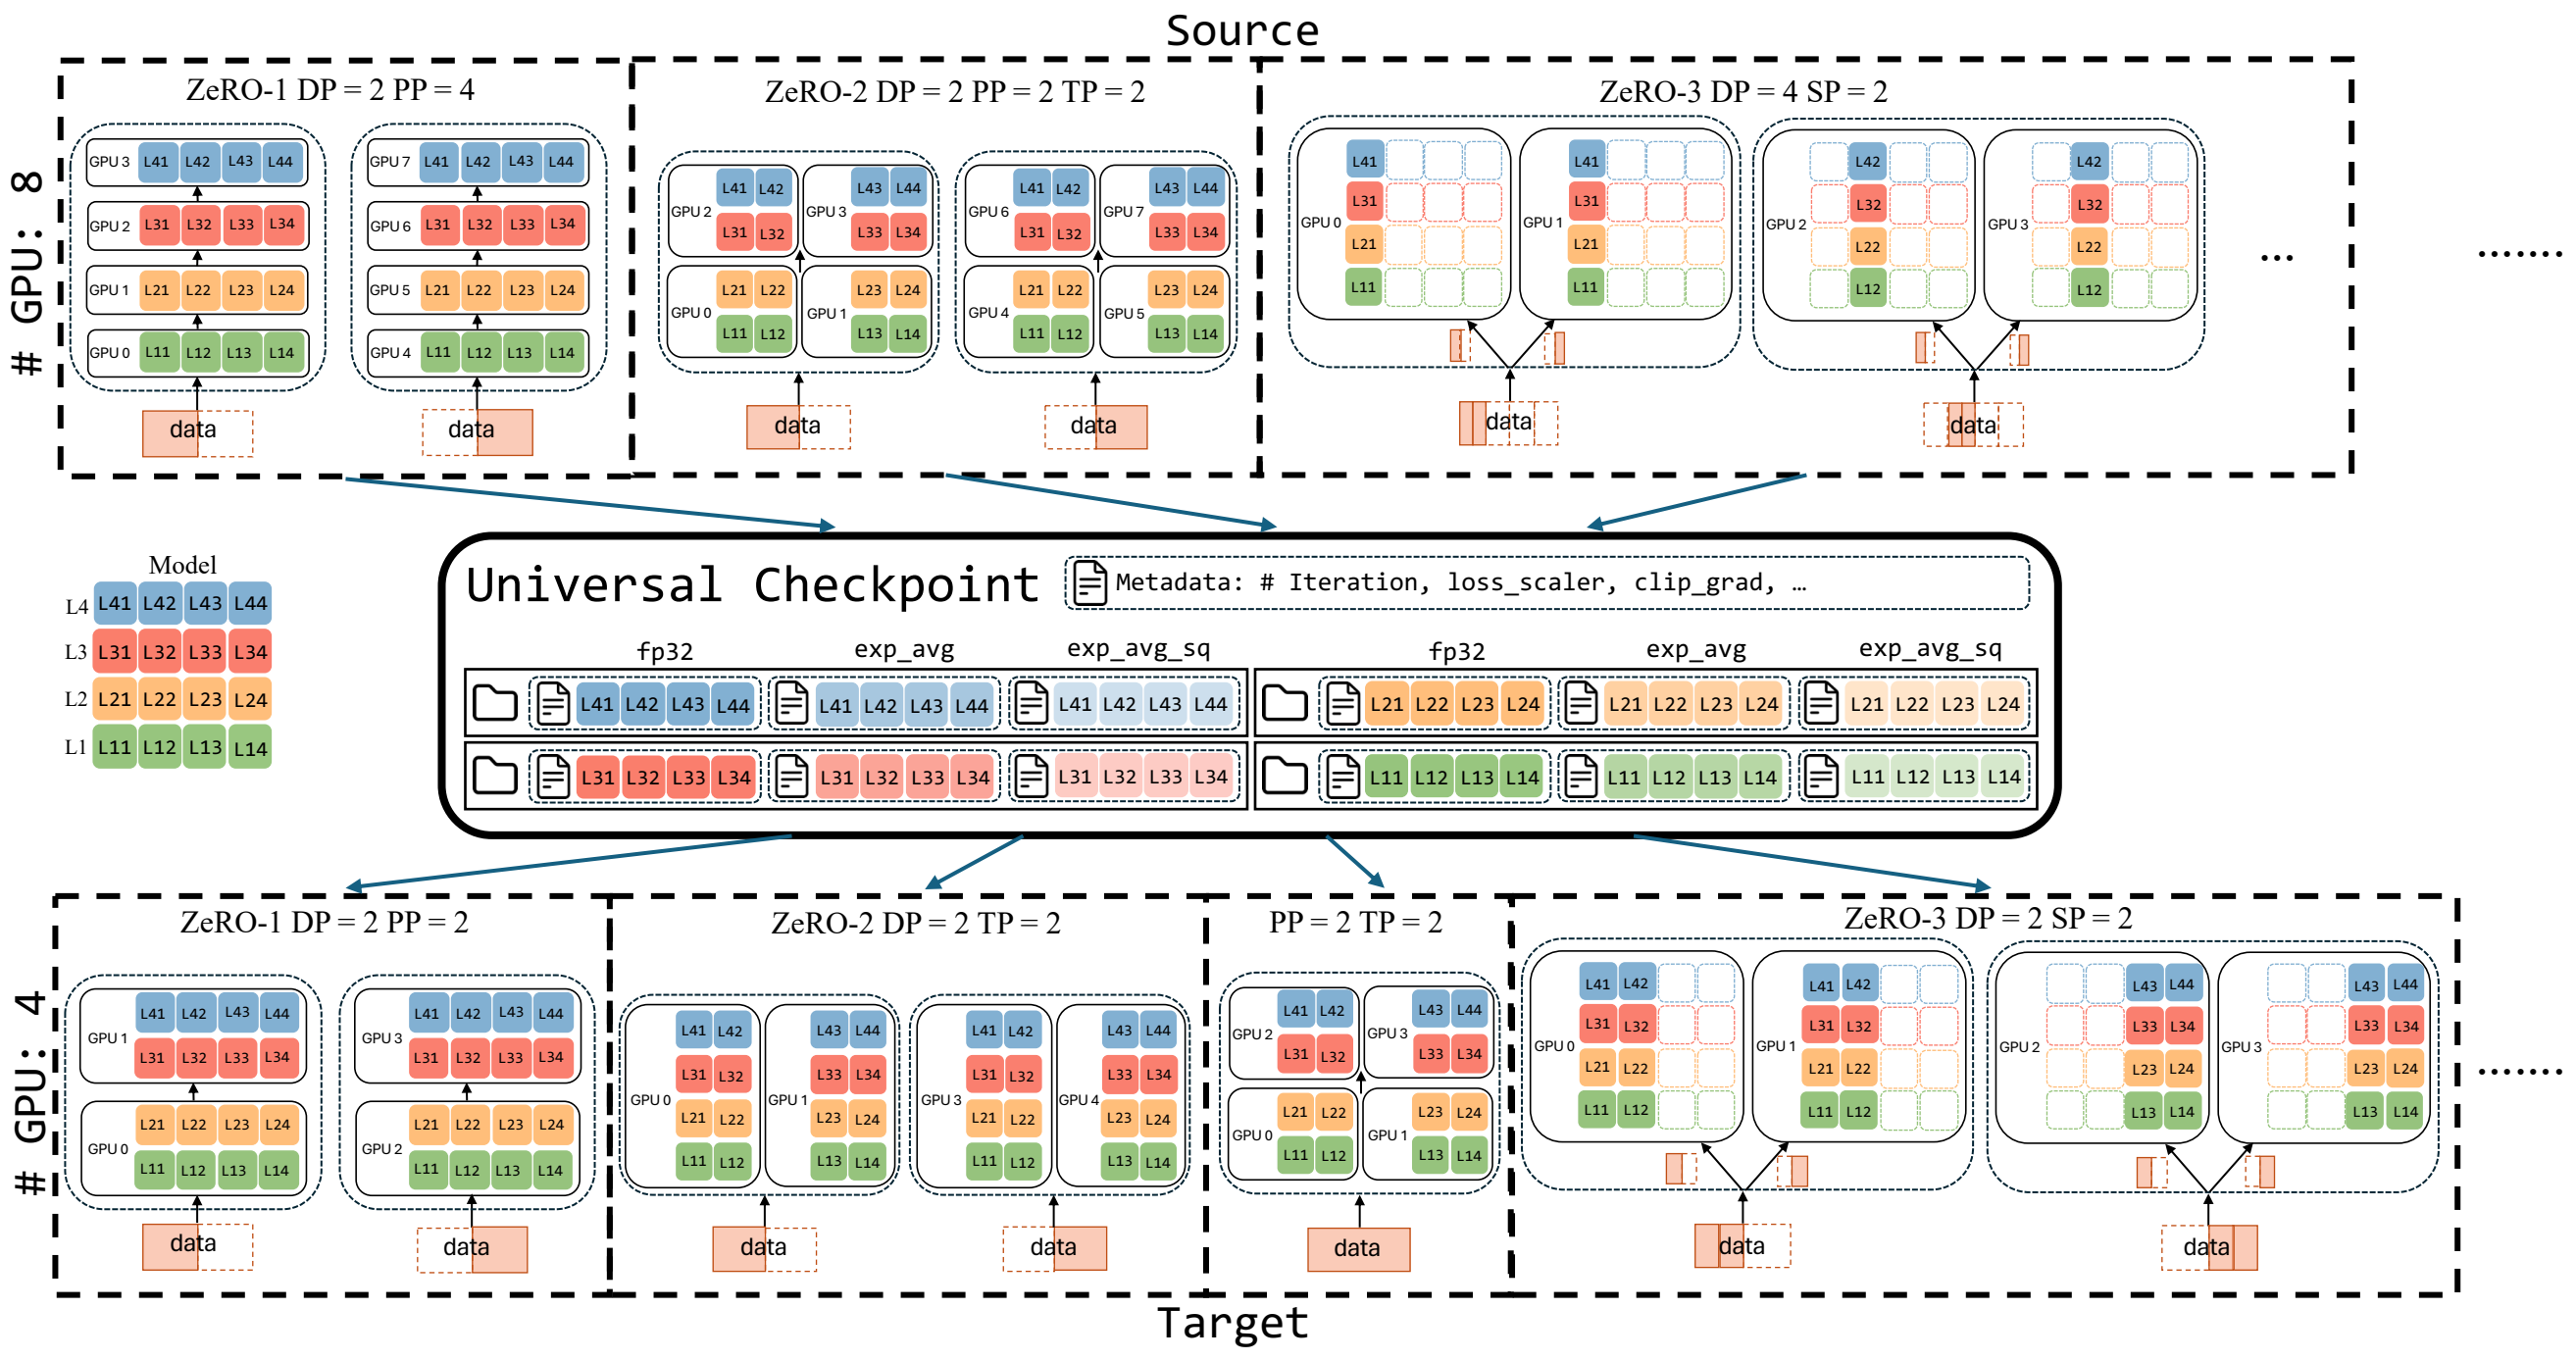 Source
# GPU: 8
ZeRO-1 DP = 2 PP = 4
GPU 3 L41 L42 L43 L44
GPU 2 L31 L32 L33 L34
GPU 1 L21 L22 L23 L24
GPU 0 L11 L12 L13 L14
data
GPU 7 L41 L42 L43 L44
GPU 6 L31 L32 L33 L34
GPU 5 L21 L22 L23 L24
GPU 4 L11 L12 L13 L14
data
ZeRO-2 DP = 2 PP = 2 TP = 2
GPU 2 L41 L42
L31 L32
GPU 3 L43 L44
L33 L34
GPU 0 L21 L22
L11 L12
GPU 1 L23 L24
L13 L14
data
GPU 6 L41 L42
L31 L32
GPU 7 L43 L44
L33 L34
GPU 4 L21 L22
L11 L12
GPU 5 L23 L24
L13 L14
data
ZeRO-3 DP = 4 SP = 2
GPU 0
L41
L31
L21
L11
GPU 1
L41
L31
L21
L11
data
GPU 2
L42
L32
L22
L12
GPU 3
L42
L32
L22
L12
data
...
.......
Model
L4 L41 L42 L43 L44
L3 L31 L32 L33 L34
L2 L21 L22 L23 L24
L1 L11 L12 L13 L14
Universal Checkpoint
Metadata: # Iteration, loss_scaler, clip_grad, …
fp32 exp_avg exp_avg_sq fp32 exp_avg exp_avg_sq
L41 L42 L43 L44 L41 L42 L43 L44 L41 L42 L43 L44 L21 L22 L23 L24 L21 L22 L23 L24 L21 L22 L23 L24
L31 L32 L33 L34 L31 L32 L33 L34 L31 L32 L33 L34 L11 L12 L13 L14 L11 L12 L13 L14 L11 L12 L13 L14
# GPU: 4
ZeRO-1 DP = 2 PP = 2
GPU 1 L41 L42 L43 L44
L31 L32 L33 L34
GPU 0 L21 L22 L23 L24
L11 L12 L13 L14
data
GPU 3 L41 L42 L43 L44
L31 L32 L33 L34
GPU 2 L21 L22 L23 L24
L11 L12 L13 L14
data
ZeRO-2 DP = 2 TP = 2
GPU 0
L41 L42
L31 L32
L21 L22
L11 L12
GPU 1
L43 L44
L33 L34
L23 L24
L13 L14
data
GPU 3
L41 L42
L31 L32
L21 L22
L11 L12
GPU 4
L43 L44
L33 L34
L23 L24
L13 L14
data
PP = 2 TP = 2
GPU 2 L41 L42
L31 L32
GPU 3 L43 L44
L33 L34
GPU 0 L21 L22
L11 L12
GPU 1 L23 L24
L13 L14
data
ZeRO-3 DP = 2 SP = 2
GPU 0
L41 L42
L31 L32
L21 L22
L11 L12
GPU 1
L41 L42
L31 L32
L21 L22
L11 L12
data
GPU 2
L43 L44
L33 L34
L23 L24
L13 L14
GPU 3
L43 L44
L33 L34
L23 L24
L13 L14
data
.......
Target